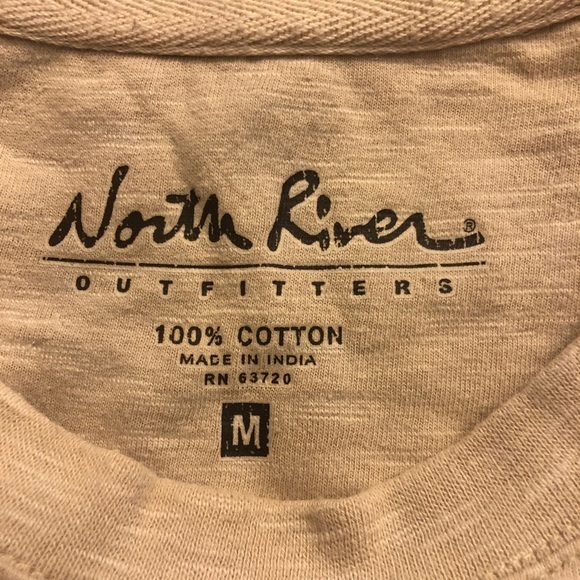 North River®
OUTFITTERS
100% COTTON
MADE IN INDIA
RN 63720
M